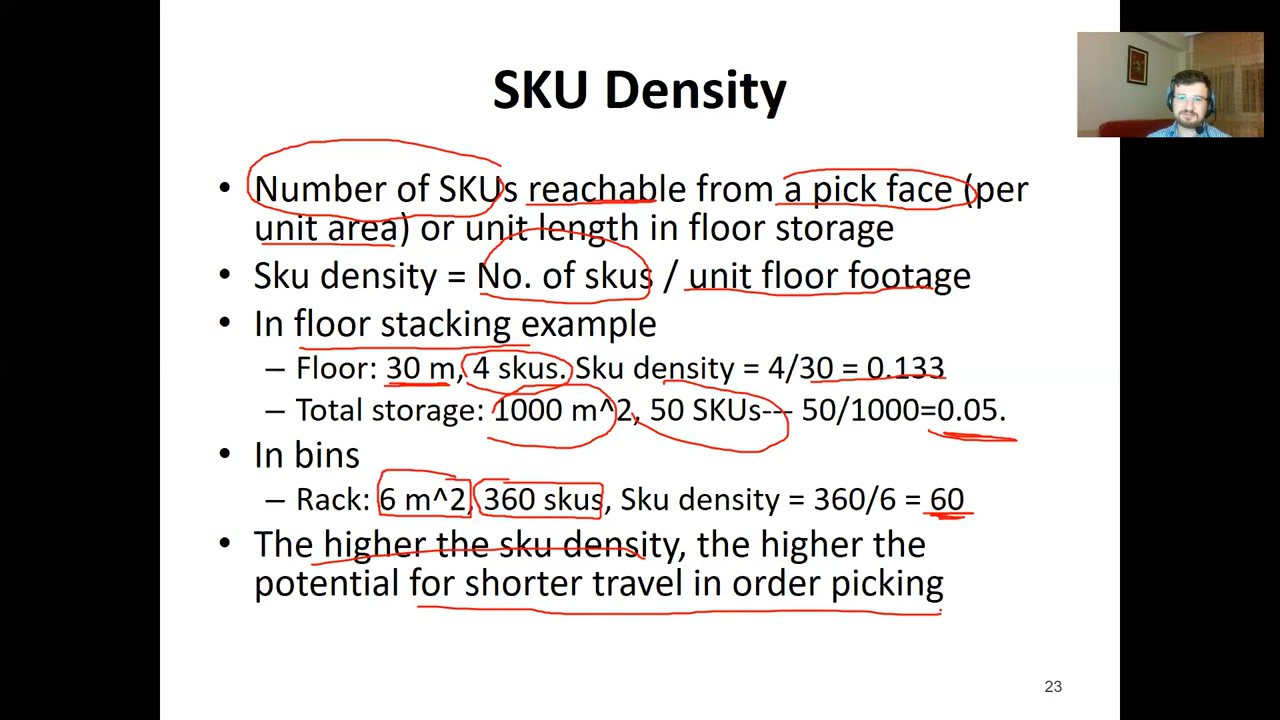 SKU Density
• Number of SKUs reachable from a pick face (per
unit area) or unit length in floor storage
• Sku density = No. of skus / unit floor footage
• In floor stacking example
– Floor: 30 m, 4 skus. Sku density = 4/30 = 0.133
– Total storage: 1000 m^2, 50 SKUs--- 50/1000=0.05.
• In bins
– Rack: 6 m^2, 360 skus, Sku density = 360/6 = 60
• The higher the sku density, the higher the
potential for shorter travel in order picking
23